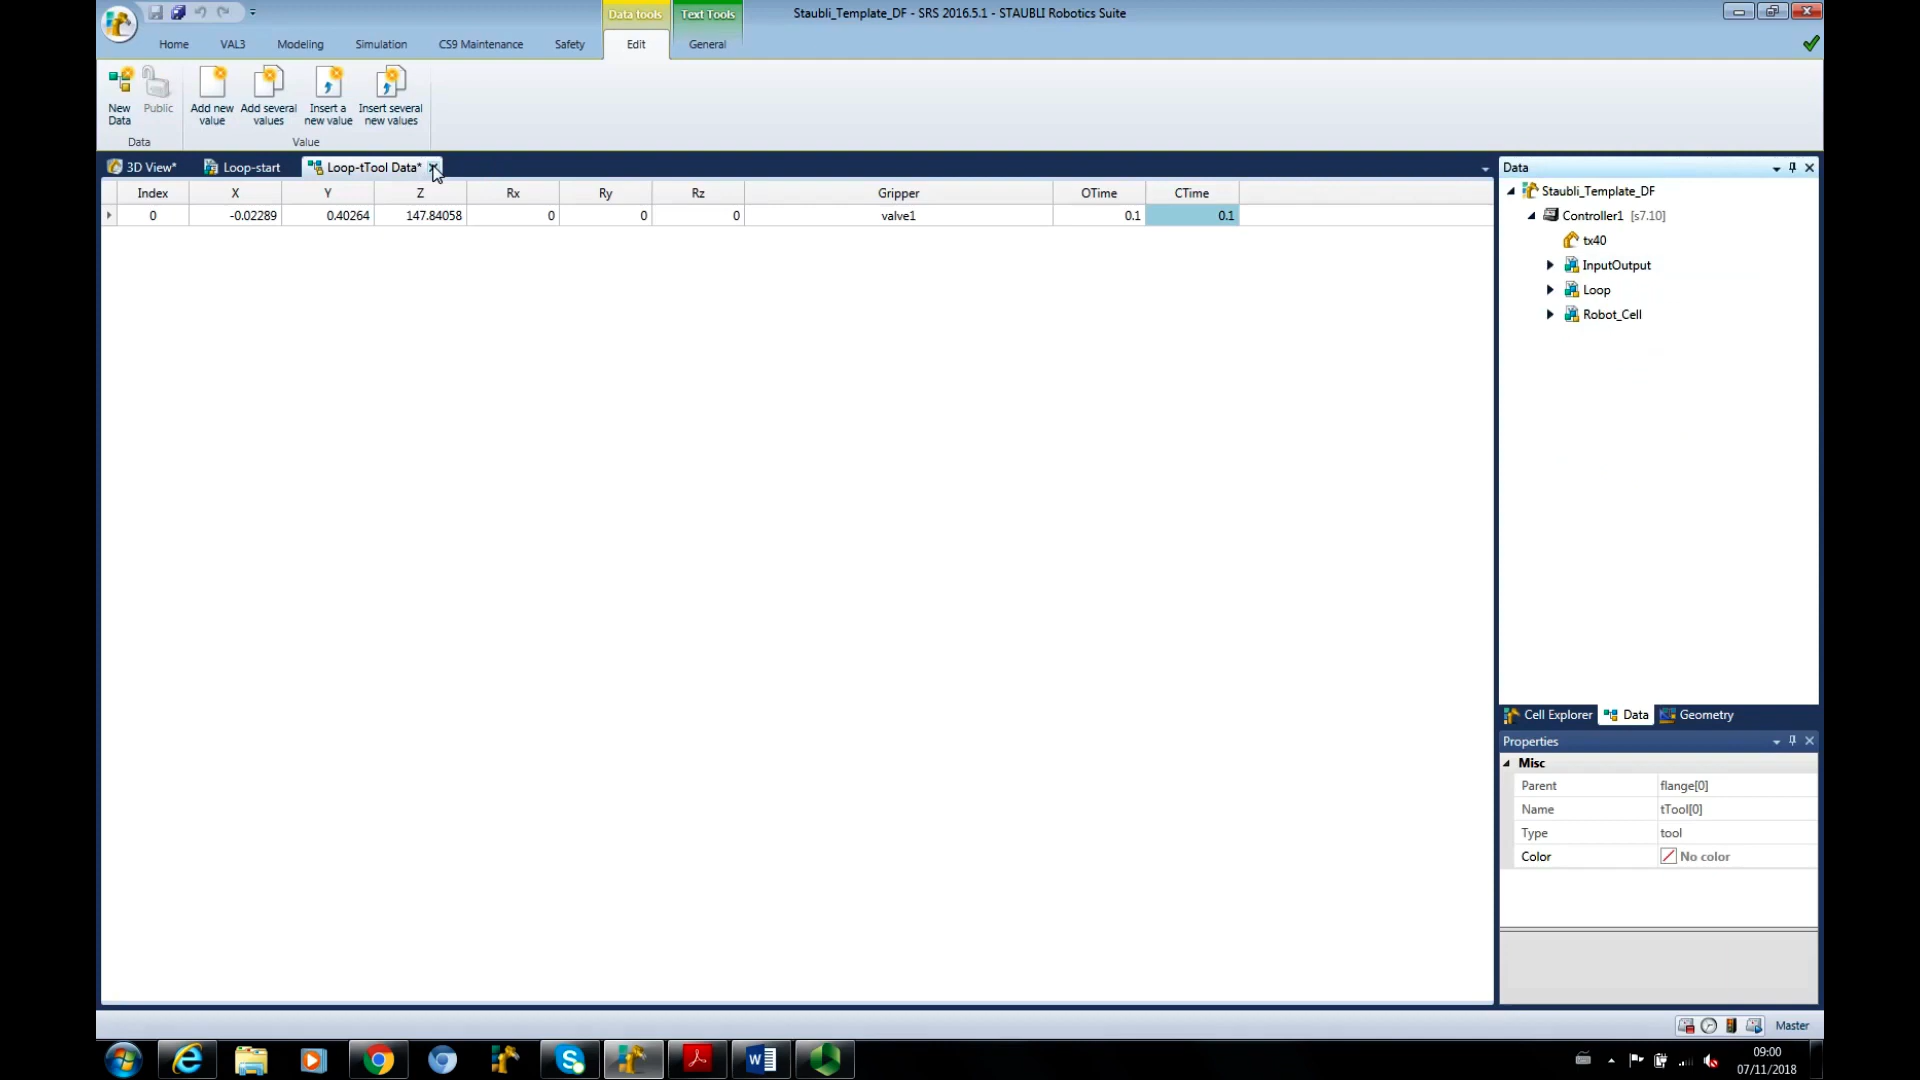 Data tools Text Tools Staubli_Template_DF - SRS 2016.5.1 - STAUBLI Robotics Suite
Home VAL3 Modeling Simulation CS9 Maintenance Safety Edit General
New Data Public Add new value Add several values Insert a new value Insert several new values
Data Value
3D View* Loop-start Loop-tTool Data*
Index X Y Z Rx Ry Rz Gripper OTime CTime
0 -0.02289 0.40264 147.84058 0 0 0 valve1 0.1 0.1
Data
Staubli_Template_DF
Controller1 [s7.10]
tx40
InputOutput
Loop
Robot_Cell
Cell Explorer Data Geometry
Properties
Misc
Parent flange[0]
Name tTool[0]
Type tool
Color No color
Master
09:00
07/11/2018